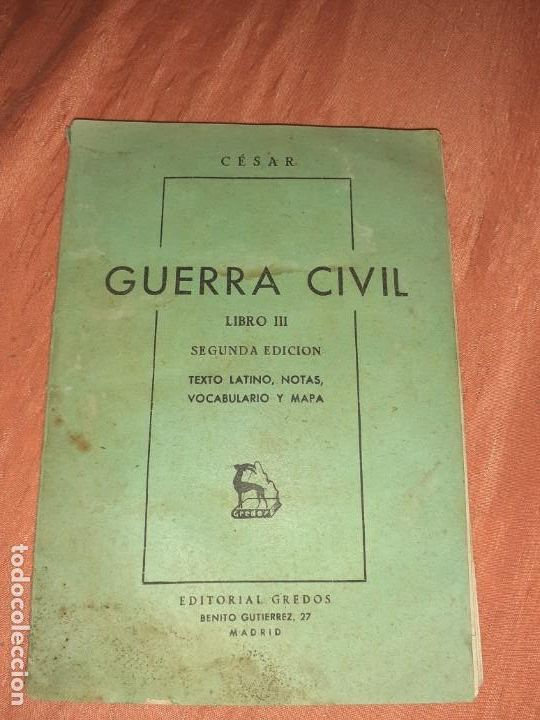 CÉSAR
GUERRA CIVIL
LIBRO III
SEGUNDA EDICION
TEXTO LATINO, NOTAS,
VOCABULARIO Y MAPA
Gredos
EDITORIAL GREDOS
BENITO GUTIERREZ, 27
MADRID
todocoleccion